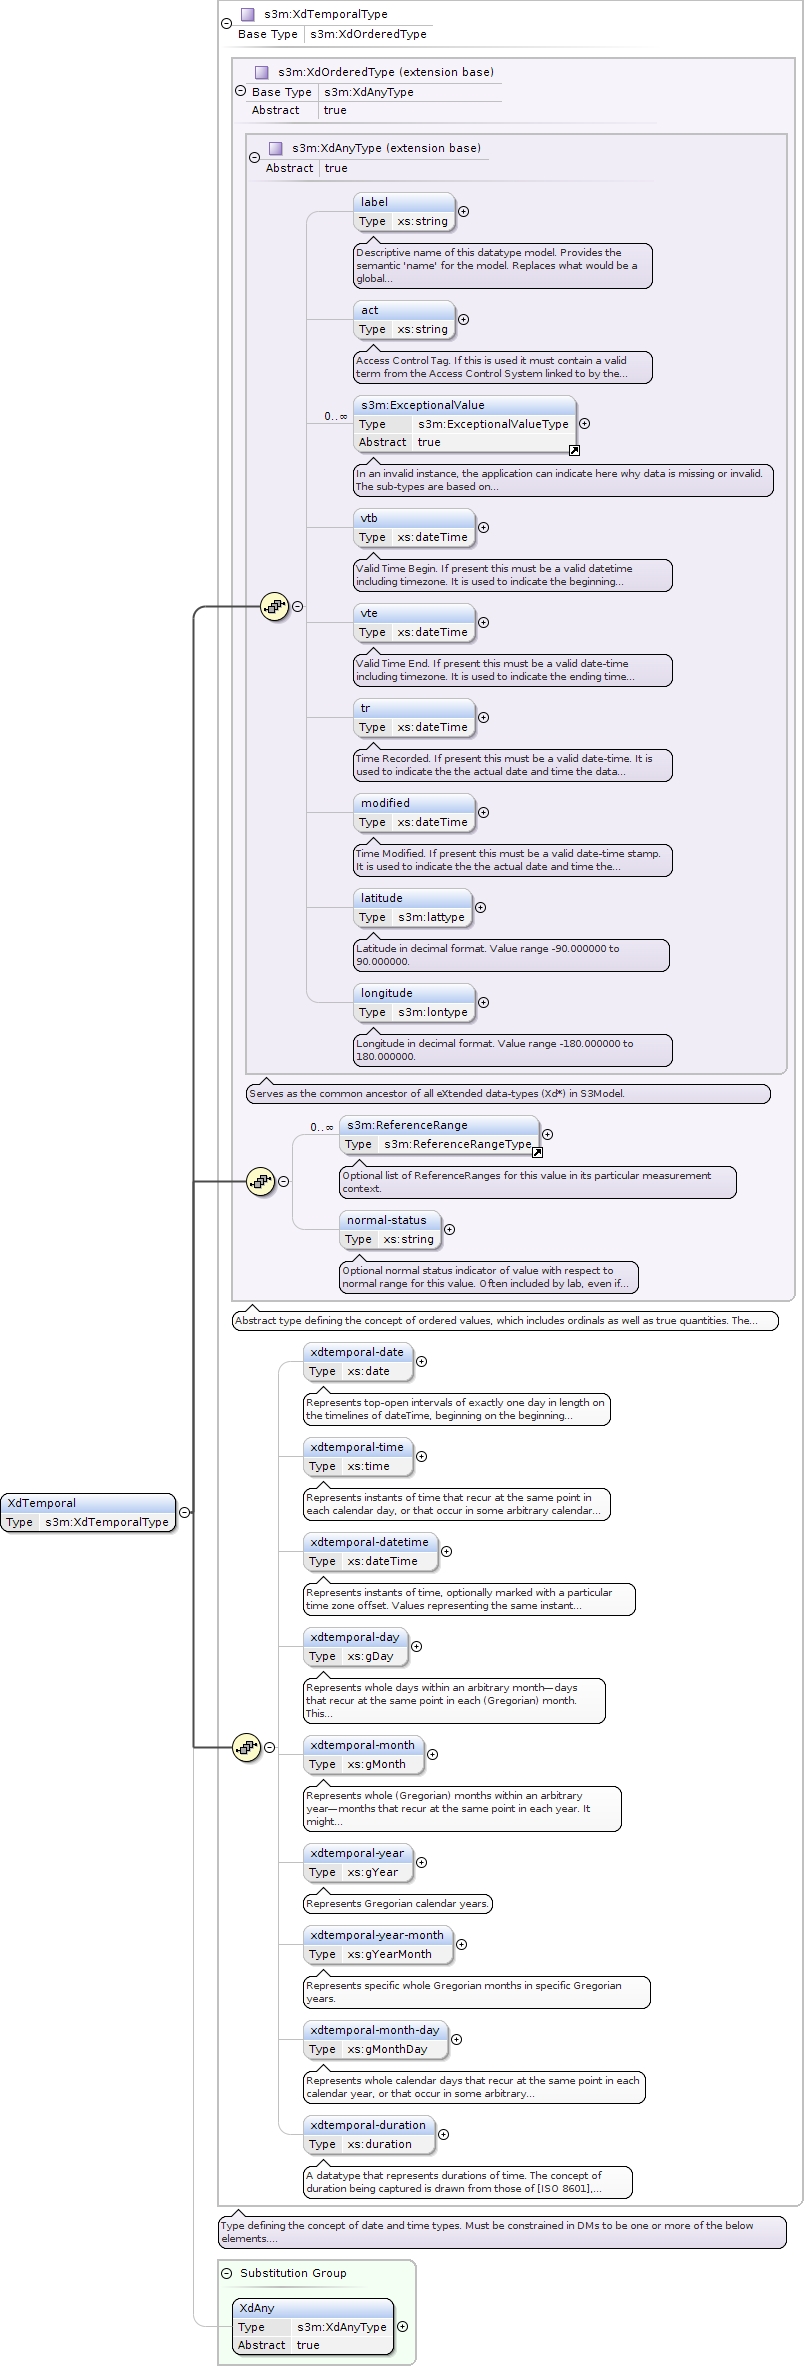 s3m:XdTemporalType
Base Type s3m:XdOrderedType
s3m:XdOrderedType (extension base)
Base Type s3m:XdAnyType
Abstract true
s3m:XdAnyType (extension base)
Abstract true
label
Type xs:string
Descriptive name of this datatype model. Provides the
semantic 'name' for the model. Replaces what would be a
global...
act
Type xs:string
Access Control Tag. If this is used it must contain a valid
term from the Access Control System linked to by the...
0..∞
s3m:ExceptionalValue
Type s3m:ExceptionalValueType
Abstract true
In an invalid instance, the application can indicate here why data is missing or invalid.
The sub-types are based on...
vtb
Type xs:dateTime
Valid Time Begin. If present this must be a valid datetime
including timezone. It is used to indicate the beginning...
vte
Type xs:dateTime
Valid Time End. If present this must be a valid date-time
including timezone. It is used to indicate the ending time...
tr
Type xs:dateTime
Time Recorded. If present this must be a valid date-time. It is
used to indicate the the actual date and time the data...
modified
Type xs:dateTime
Time Modified. If present this must be a valid date-time stamp.
It is used to indicate the the actual date and time the...
latitude
Type s3m:lattype
Latitude in decimal format. Value range -90.000000 to
90.000000.
longitude
Type s3m:lontype
Longitude in decimal format. Value range -180.000000 to
180.000000.
Serves as the common ancestor of all eXtended data-types (Xd*) in S3Model.
0..∞
s3m:ReferenceRange
Type s3m:ReferenceRangeType
Optional list of ReferenceRanges for this value in its particular measurement
context.
normal-status
Type xs:string
Optional normal status indicator of value with respect to
normal range for this value. Often included by lab, even if...
Abstract type defining the concept of ordered values, which includes ordinals as well as true quantities. The...
xdtemporal-date
Type xs:date
Represents top-open intervals of exactly one day in length on
the timelines of dateTime, beginning on the beginning...
xdtemporal-time
Type xs:time
Represents instants of time that recur at the same point in
each calendar day, or that occur in some arbitrary calendar...
XdTemporal
Type s3m:XdTemporalType
xdtemporal-datetime
Type xs:dateTime
Represents instants of time, optionally marked with a particular
time zone offset. Values representing the same instant...
xdtemporal-day
Type xs:gDay
Represents whole days within an arbitrary month—days
that recur at the same point in each (Gregorian) month.
This...
xdtemporal-month
Type xs:gMonth
Represents whole (Gregorian) months within an arbitrary
year—months that recur at the same point in each year. It
might...
xdtemporal-year
Type xs:gYear
Represents Gregorian calendar years.
xdtemporal-year-month
Type xs:gYearMonth
Represents specific whole Gregorian months in specific Gregorian
years.
xdtemporal-month-day
Type xs:gMonthDay
Represents whole calendar days that recur at the same point in each
calendar year, or that occur in some arbitrary...
xdtemporal-duration
Type xs:duration
A datatype that represents durations of time. The concept of
duration being captured is drawn from those of [ISO 8601],...
Type defining the concept of date and time types. Must be constrained in DMs to be one or more of the below
elements....
Substitution Group
XdAny
Type s3m:XdAnyType
Abstract true